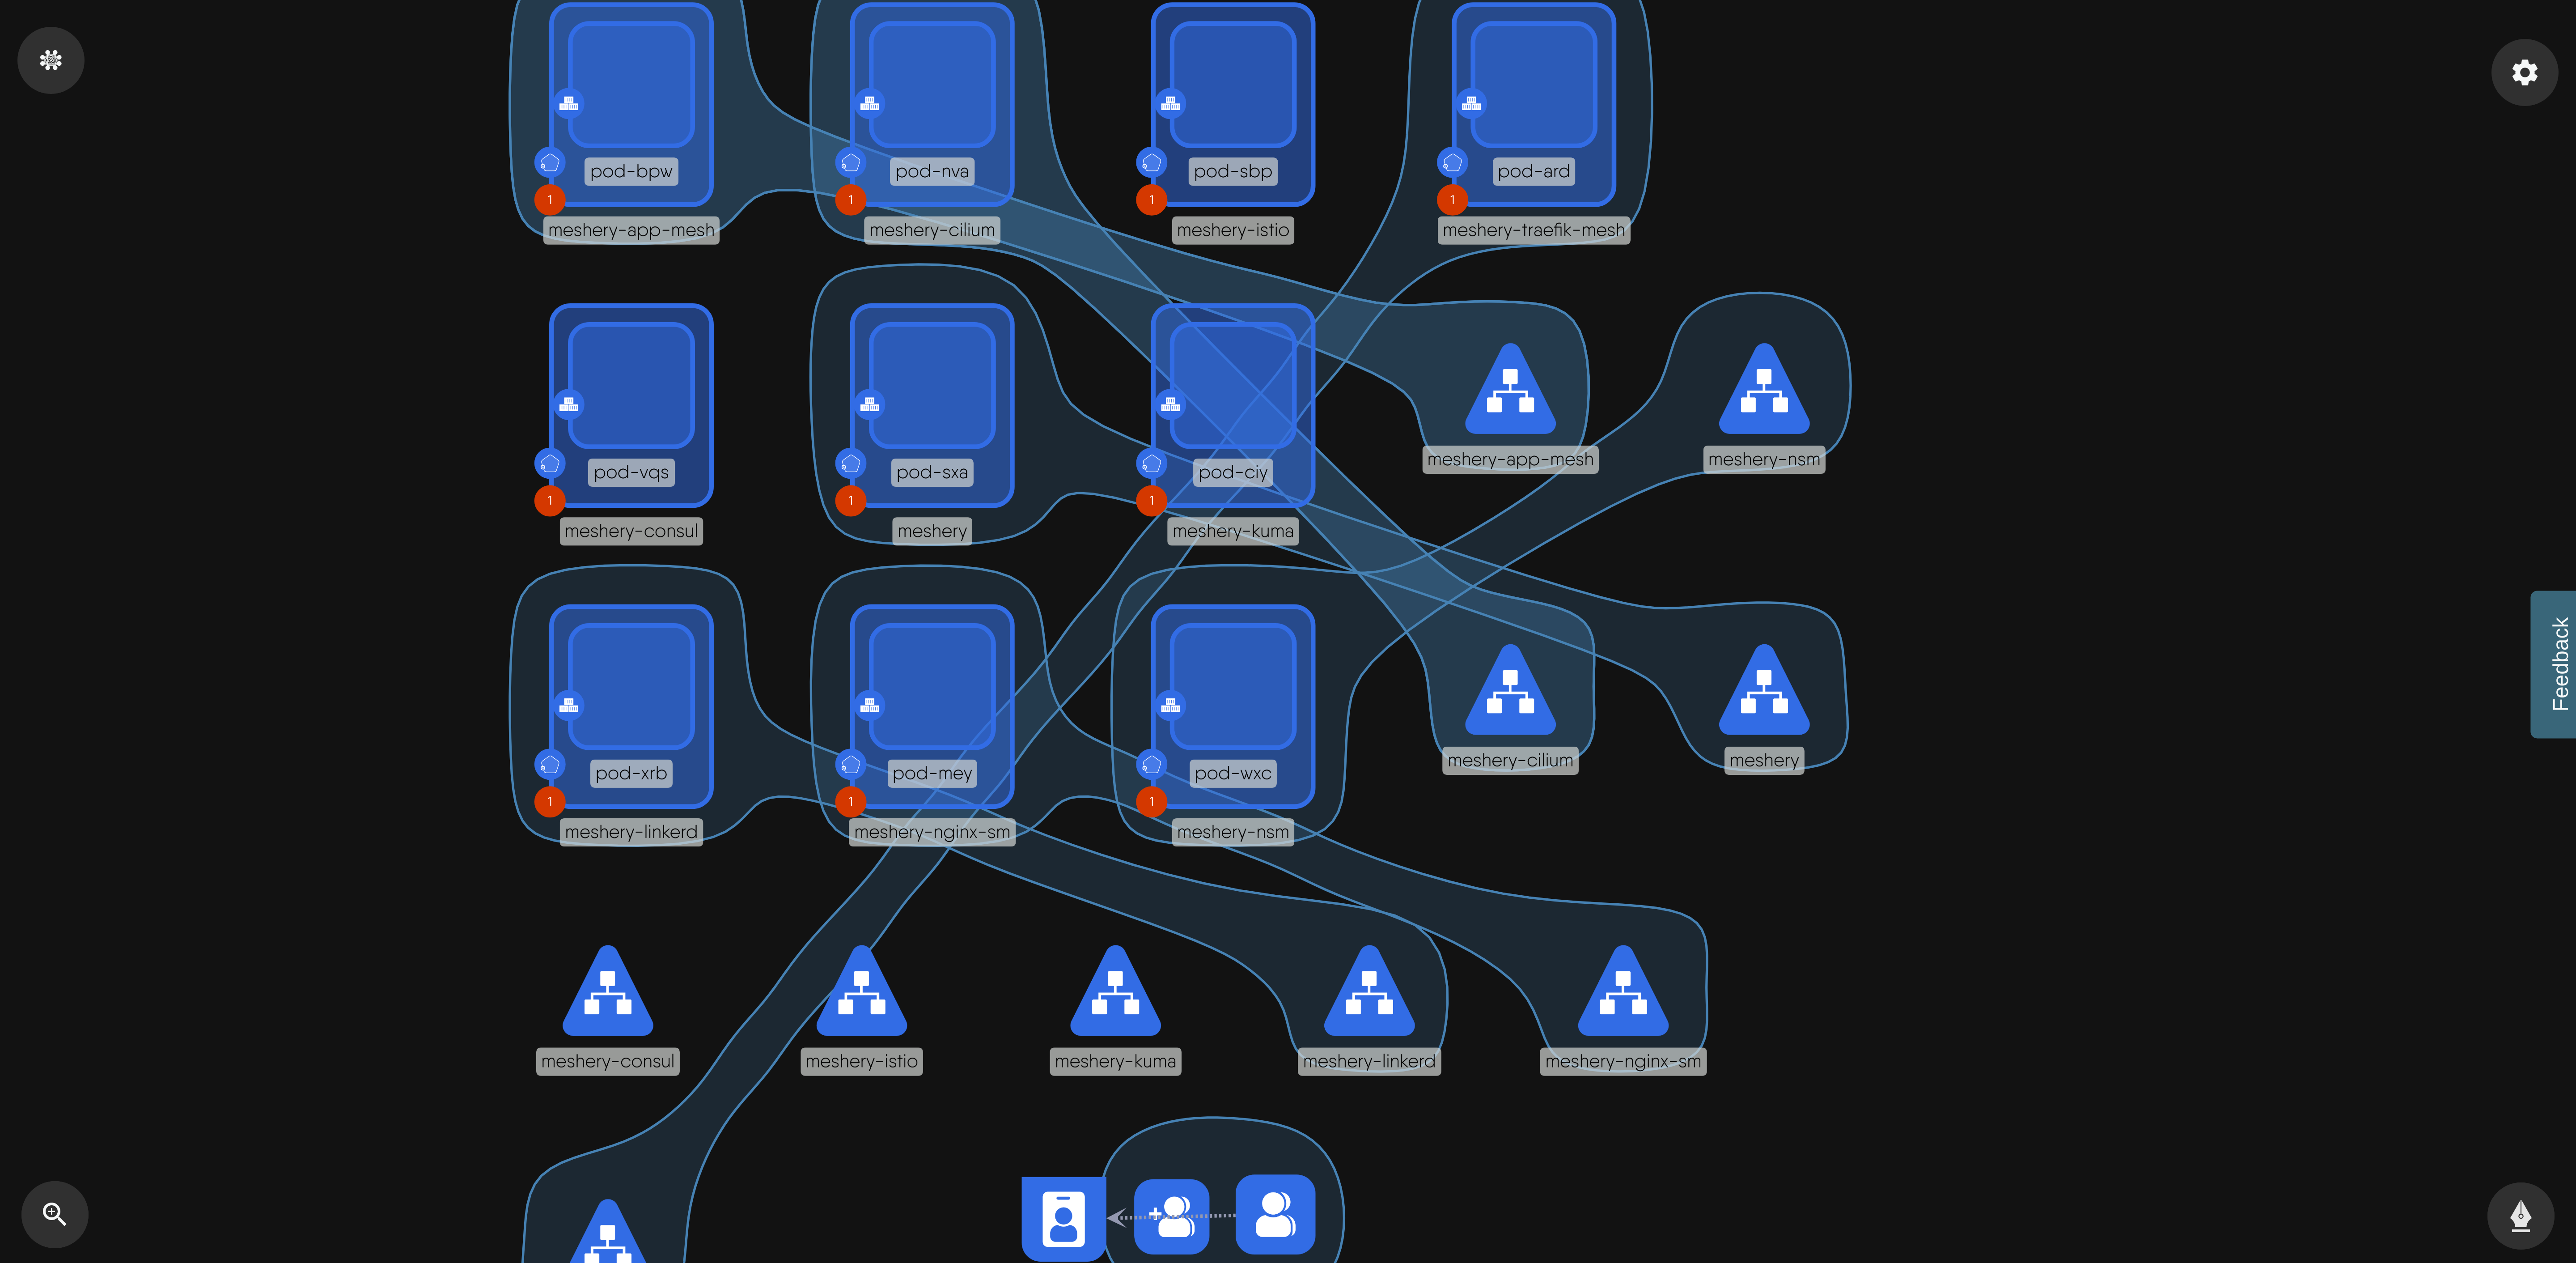 pod-bpw
pod-nva
pod-sbp
pod-ard
1
1
1
1
meshery-app-mesh
meshery-cilium
meshery-istio
meshery-traefik-mesh
pod-vqs
pod-sxa
pod-ciy
meshery-app-mesh
meshery-nsm
1
1
1
meshery-consul
meshery
meshery-kuma
Feedback
pod-xrb
pod-mey
pod-wxc
meshery-cilium
meshery
1
1
1
meshery-linkerd
meshery-nginx-sm
meshery-nsm
meshery-consul
meshery-istio
meshery-kuma
meshery-linkerd
meshery-nginx-sm